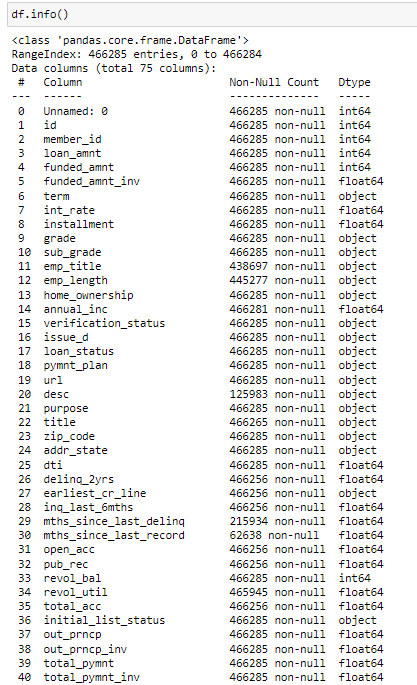 df.info()
<class 'pandas.core.frame.DataFrame'>
RangeIndex: 466285 entries, 0 to 466284
Data columns (total 75 columns):
 #   Column                       Non-Null Count   Dtype
---  ------                       --------------   -----
 0   Unnamed: 0                   466285 non-null  int64
 1   id                           466285 non-null  int64
 2   member_id                    466285 non-null  int64
 3   loan_amnt                    466285 non-null  int64
 4   funded_amnt                  466285 non-null  int64
 5   funded_amnt_inv              466285 non-null  float64
 6   term                         466285 non-null  object
 7   int_rate                     466285 non-null  float64
 8   installment                  466285 non-null  float64
 9   grade                        466285 non-null  object
 10  sub_grade                    466285 non-null  object
 11  emp_title                    438697 non-null  object
 12  emp_length                   445277 non-null  object
 13  home_ownership               466285 non-null  object
 14  annual_inc                   466281 non-null  float64
 15  verification_status          466285 non-null  object
 16  issue_d                      466285 non-null  object
 17  loan_status                  466285 non-null  object
 18  pymnt_plan                   466285 non-null  object
 19  url                          466285 non-null  object
 20  desc                         125983 non-null  object
 21  purpose                      466285 non-null  object
 22  title                        466265 non-null  object
 23  zip_code                     466285 non-null  object
 24  addr_state                   466285 non-null  object
 25  dti                          466285 non-null  float64
 26  delinq_2yrs                  466256 non-null  float64
 27  earliest_cr_line             466256 non-null  object
 28  inq_last_6mths               466256 non-null  float64
 29  mths_since_last_delinq       215934 non-null  float64
 30  mths_since_last_record       62638 non-null   float64
 31  open_acc                     466256 non-null  float64
 32  pub_rec                      466256 non-null  float64
 33  revol_bal                    466285 non-null  int64
 34  revol_util                   465945 non-null  float64
 35  total_acc                    466256 non-null  float64
 36  initial_list_status          466285 non-null  object
 37  out_prncp                    466285 non-null  float64
 38  out_prncp_inv                466285 non-null  float64
 39  total_pymnt                  466285 non-null  float64
 40  total_pymnt_inv              466285 non-null  float64